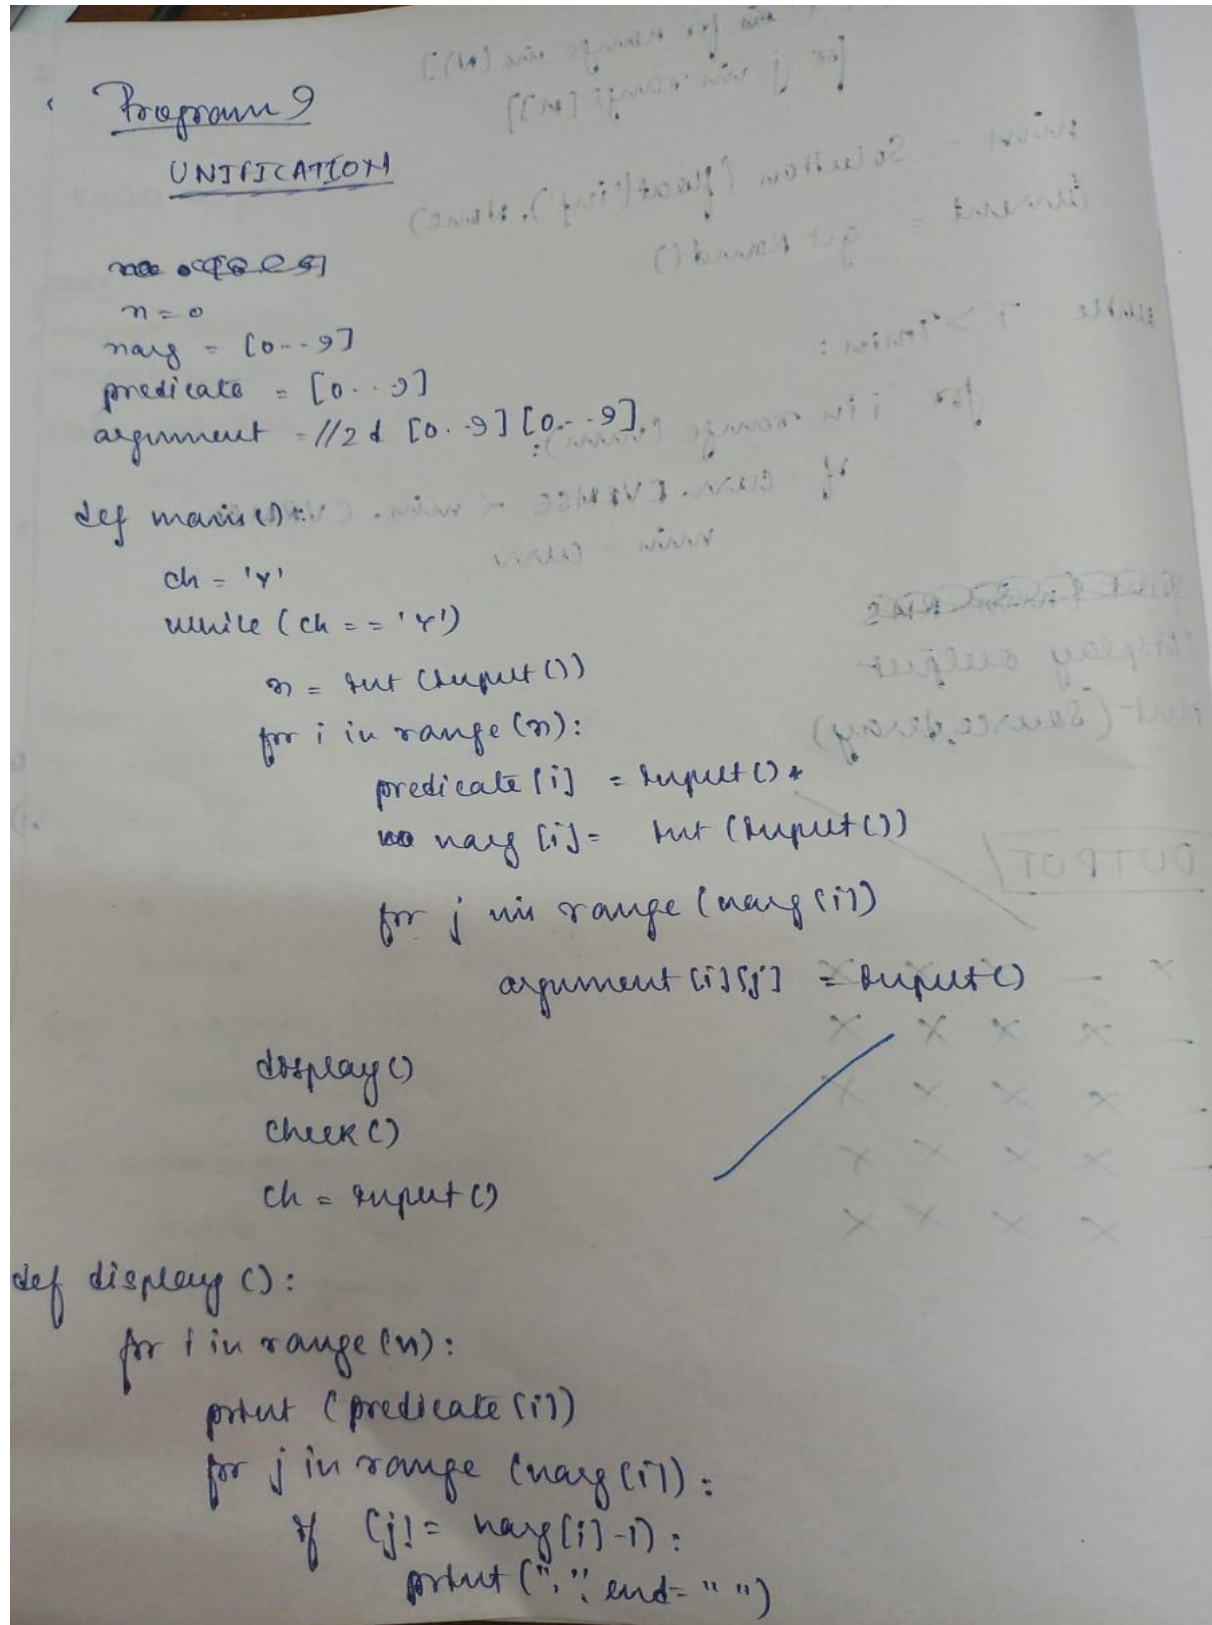 Program 9
UNIFICATION
n=0
narg = [0--9]
predicate = [0..9]
argument = //2d [0..9][0..9]
def main():
ch = 'Y'
while (ch == 'Y')
n = Int (Input())
for i in range(n):
predicate [i] = Input()
narg [i] = Int (Input())
for j in range (narg [i])
argument [i][j] = Input()
display()
check()
ch = Input()
def display():
for i in range(n):
print (predicate [i])
for j in range (narg [i]):
if (j != narg [i]-1):
print (",", end= " ")
OUTPUT